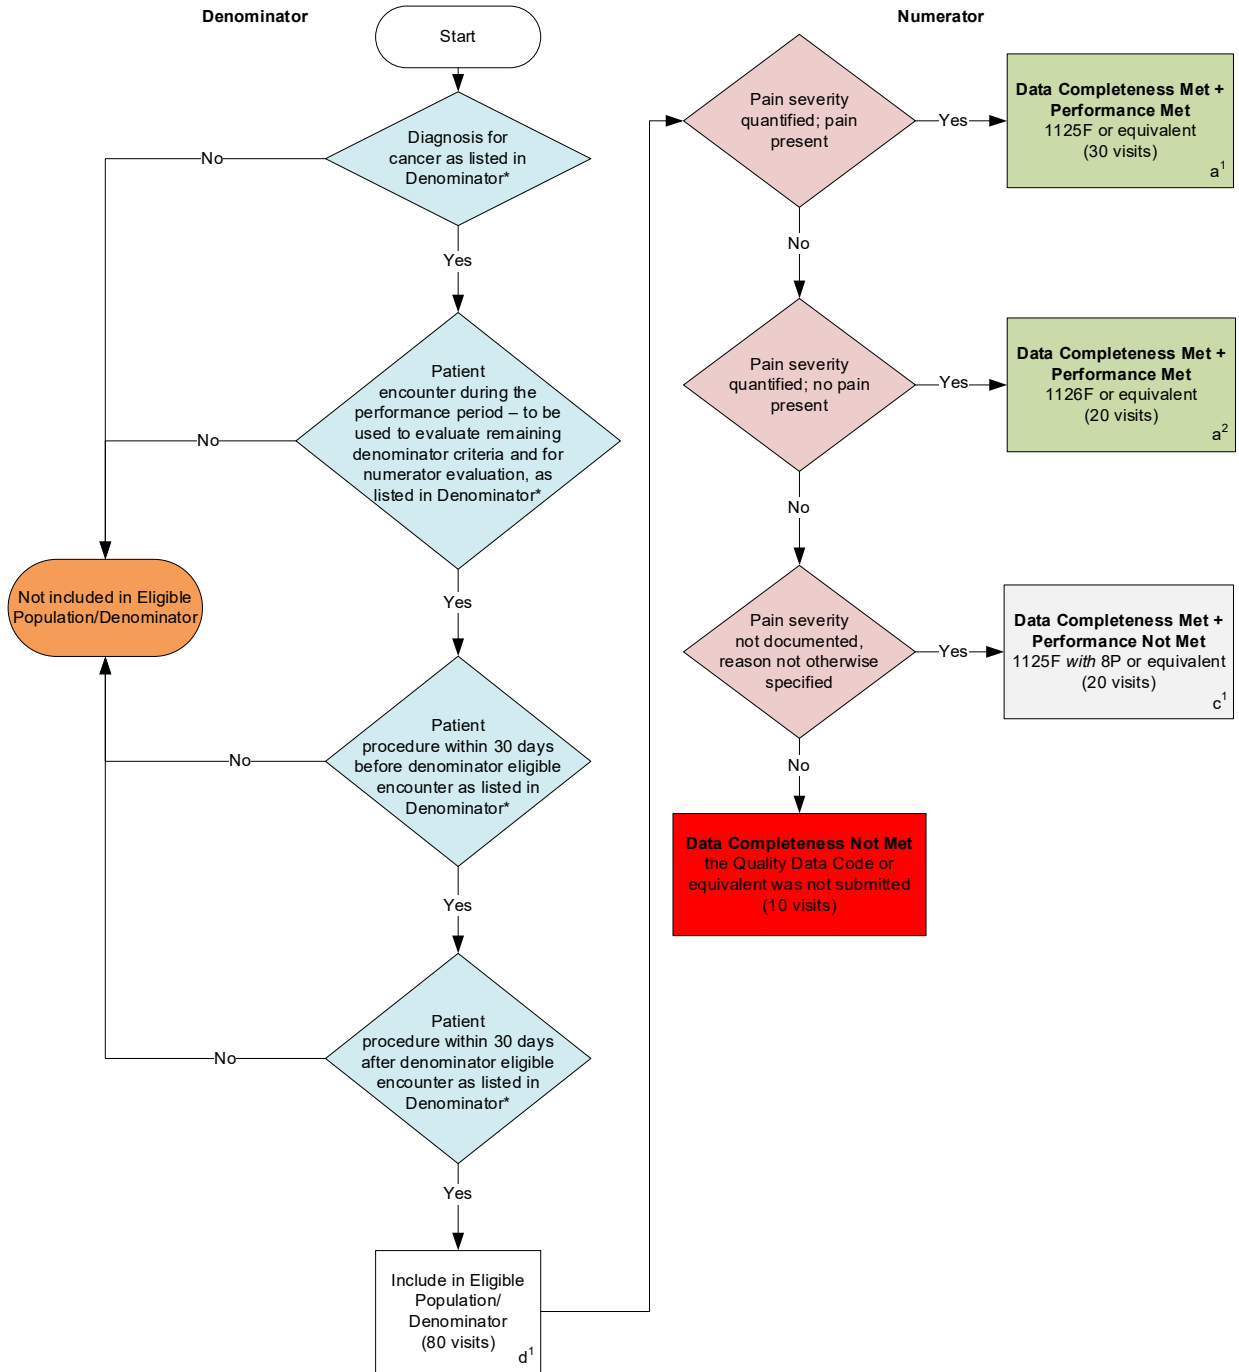 Denominator
Start
Diagnosis for
cancer as listed in
Denominator*
No
Yes
Patient
encounter during the
performance period – to be
used to evaluate remaining
denominator criteria and for
numerator evaluation, as
listed in Denominator*
No
Yes
Not included in Eligible
Population/Denominator
Patient
procedure within 30 days
before denominator eligible
encounter as listed in
Denominator*
No
Yes
Patient
procedure within 30 days
after denominator eligible
encounter as listed in
Denominator*
No
Yes
Include in Eligible
Population/
Denominator
(80 visits)
d¹
Numerator
Pain severity
quantified; pain
present
Yes
Data Completeness Met +
Performance Met
1125F or equivalent
(30 visits)
a¹
No
Pain severity
quantified; no pain
present
Yes
Data Completeness Met +
Performance Met
1126F or equivalent
(20 visits)
a²
No
Pain severity
not documented,
reason not otherwise
specified
Yes
Data Completeness Met +
Performance Not Met
1125F with 8P or equivalent
(20 visits)
c¹
No
Data Completeness Not Met
the Quality Data Code or
equivalent was not submitted
(10 visits)